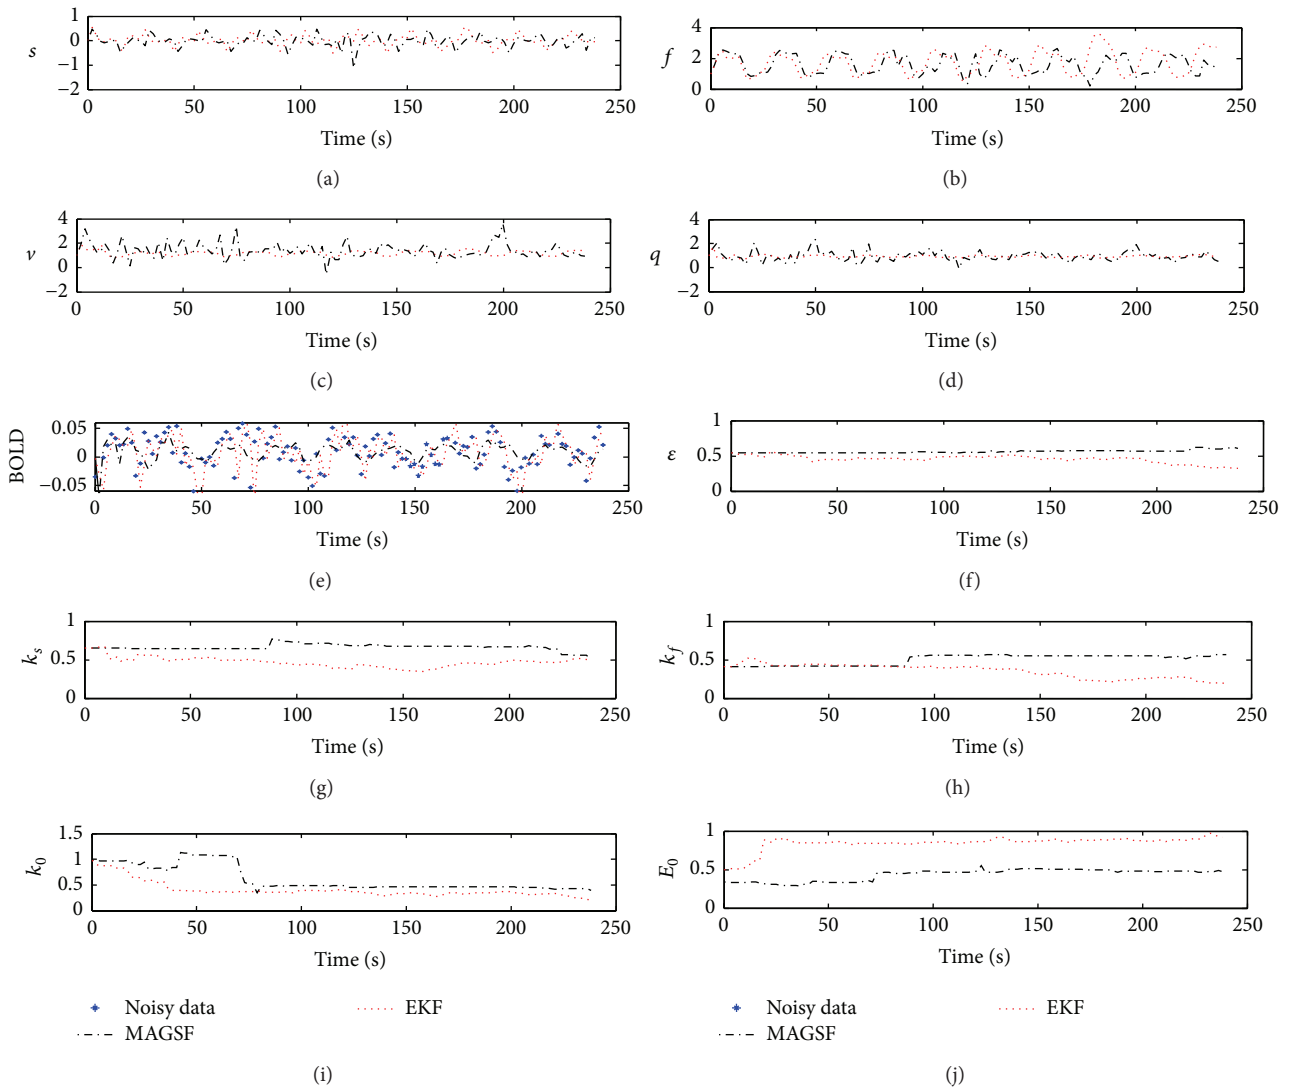 1
0
−1
−2
s
0 50 100 150 200 250
Time (s)
(a)
4
2
0
f
0 50 100 150 200 250
Time (s)
(b)
4
2
0
−2
v
0 50 100 150 200 250
Time (s)
(c)
4
2
0
−2
q
0 50 100 150 200 250
Time (s)
(d)
0.05
0
−0.05
BOLD
0 50 100 150 200 250
Time (s)
(e)
1
0.5
0
ε
0 50 100 150 200 250
Time (s)
(f)
1
0.5
0
k_s
0 50 100 150 200 250
Time (s)
(g)
1
0.5
0
k_f
0 50 100 150 200 250
Time (s)
(h)
1.5
1
0.5
0
k_0
0 50 100 150 200 250
Time (s)
Noisy data
MAGSF
EKF
(i)
1
0.5
0
E_0
0 50 100 150 200 250
Time (s)
Noisy data
MAGSF
EKF
(j)